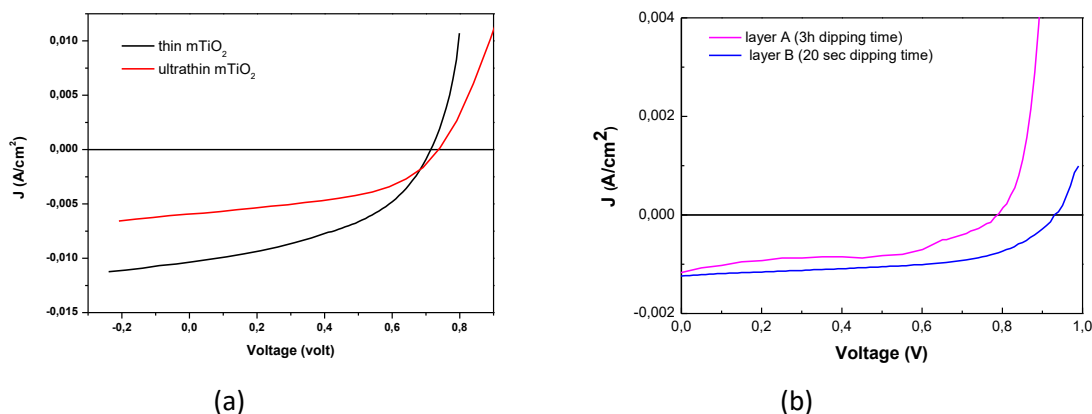 0,010
0,005
0,000
-0,005
-0,010
-0,015
J (A/cm²)
thin mTiO₂
ultrathin mTiO₂
-0,2
0,0
0,2
0,4
0,6
0,8
Voltage (volt)
(a)
0,004
0,002
0,000
-0,002
J (A/cm²)
layer A (3h dipping time)
layer B (20 sec dipping time)
0,0
0,2
0,4
0,6
0,8
1,0
Voltage (V)
(b)